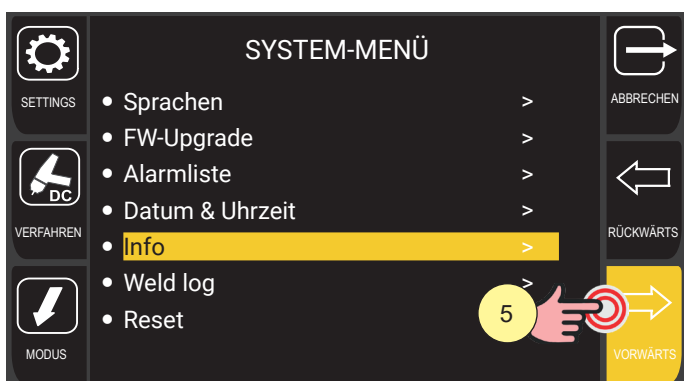 SYSTEM-MENÜ
SETTINGS
DC
VERFAHREN
MODUS
• Sprachen >
• FW-Upgrade >
• Alarmliste >
• Datum & Uhrzeit >
• Info >
• Weld log >
• Reset
5
ABBRECHEN
RÜCKWÄRTS
VORWÄRTS